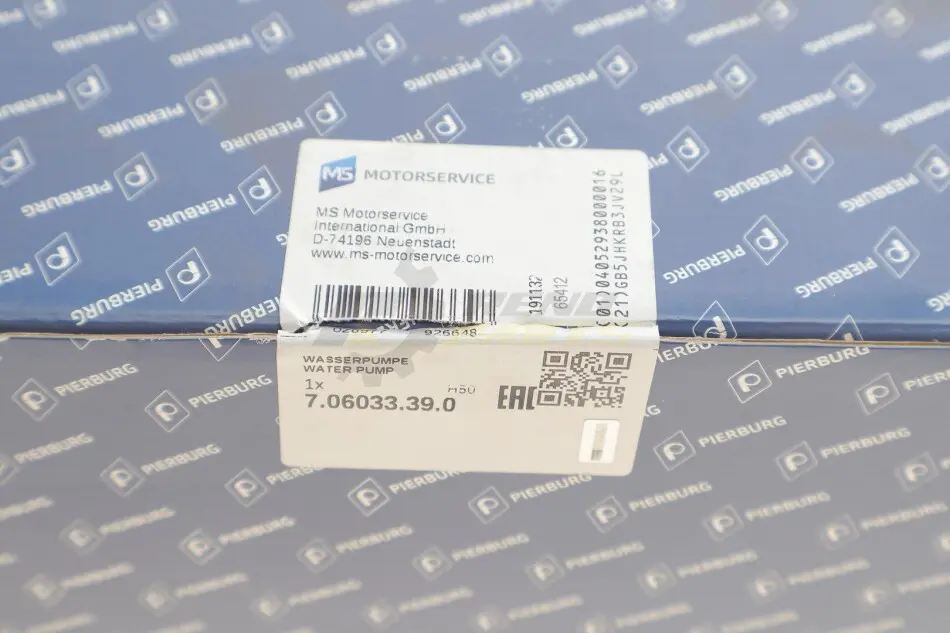 MS MOTORSERVICE
MS Motorservice
International GmbH
D-74196 Neuenstadt
www.ms-motorservice.com
191132
65412
(01)04052938000016
(21)GB5JHKRB3JVZ9L
926648
WASSERPUMPE
WATER PUMP
1x
H50
7.06033.39.0
EAC
PIERBURG